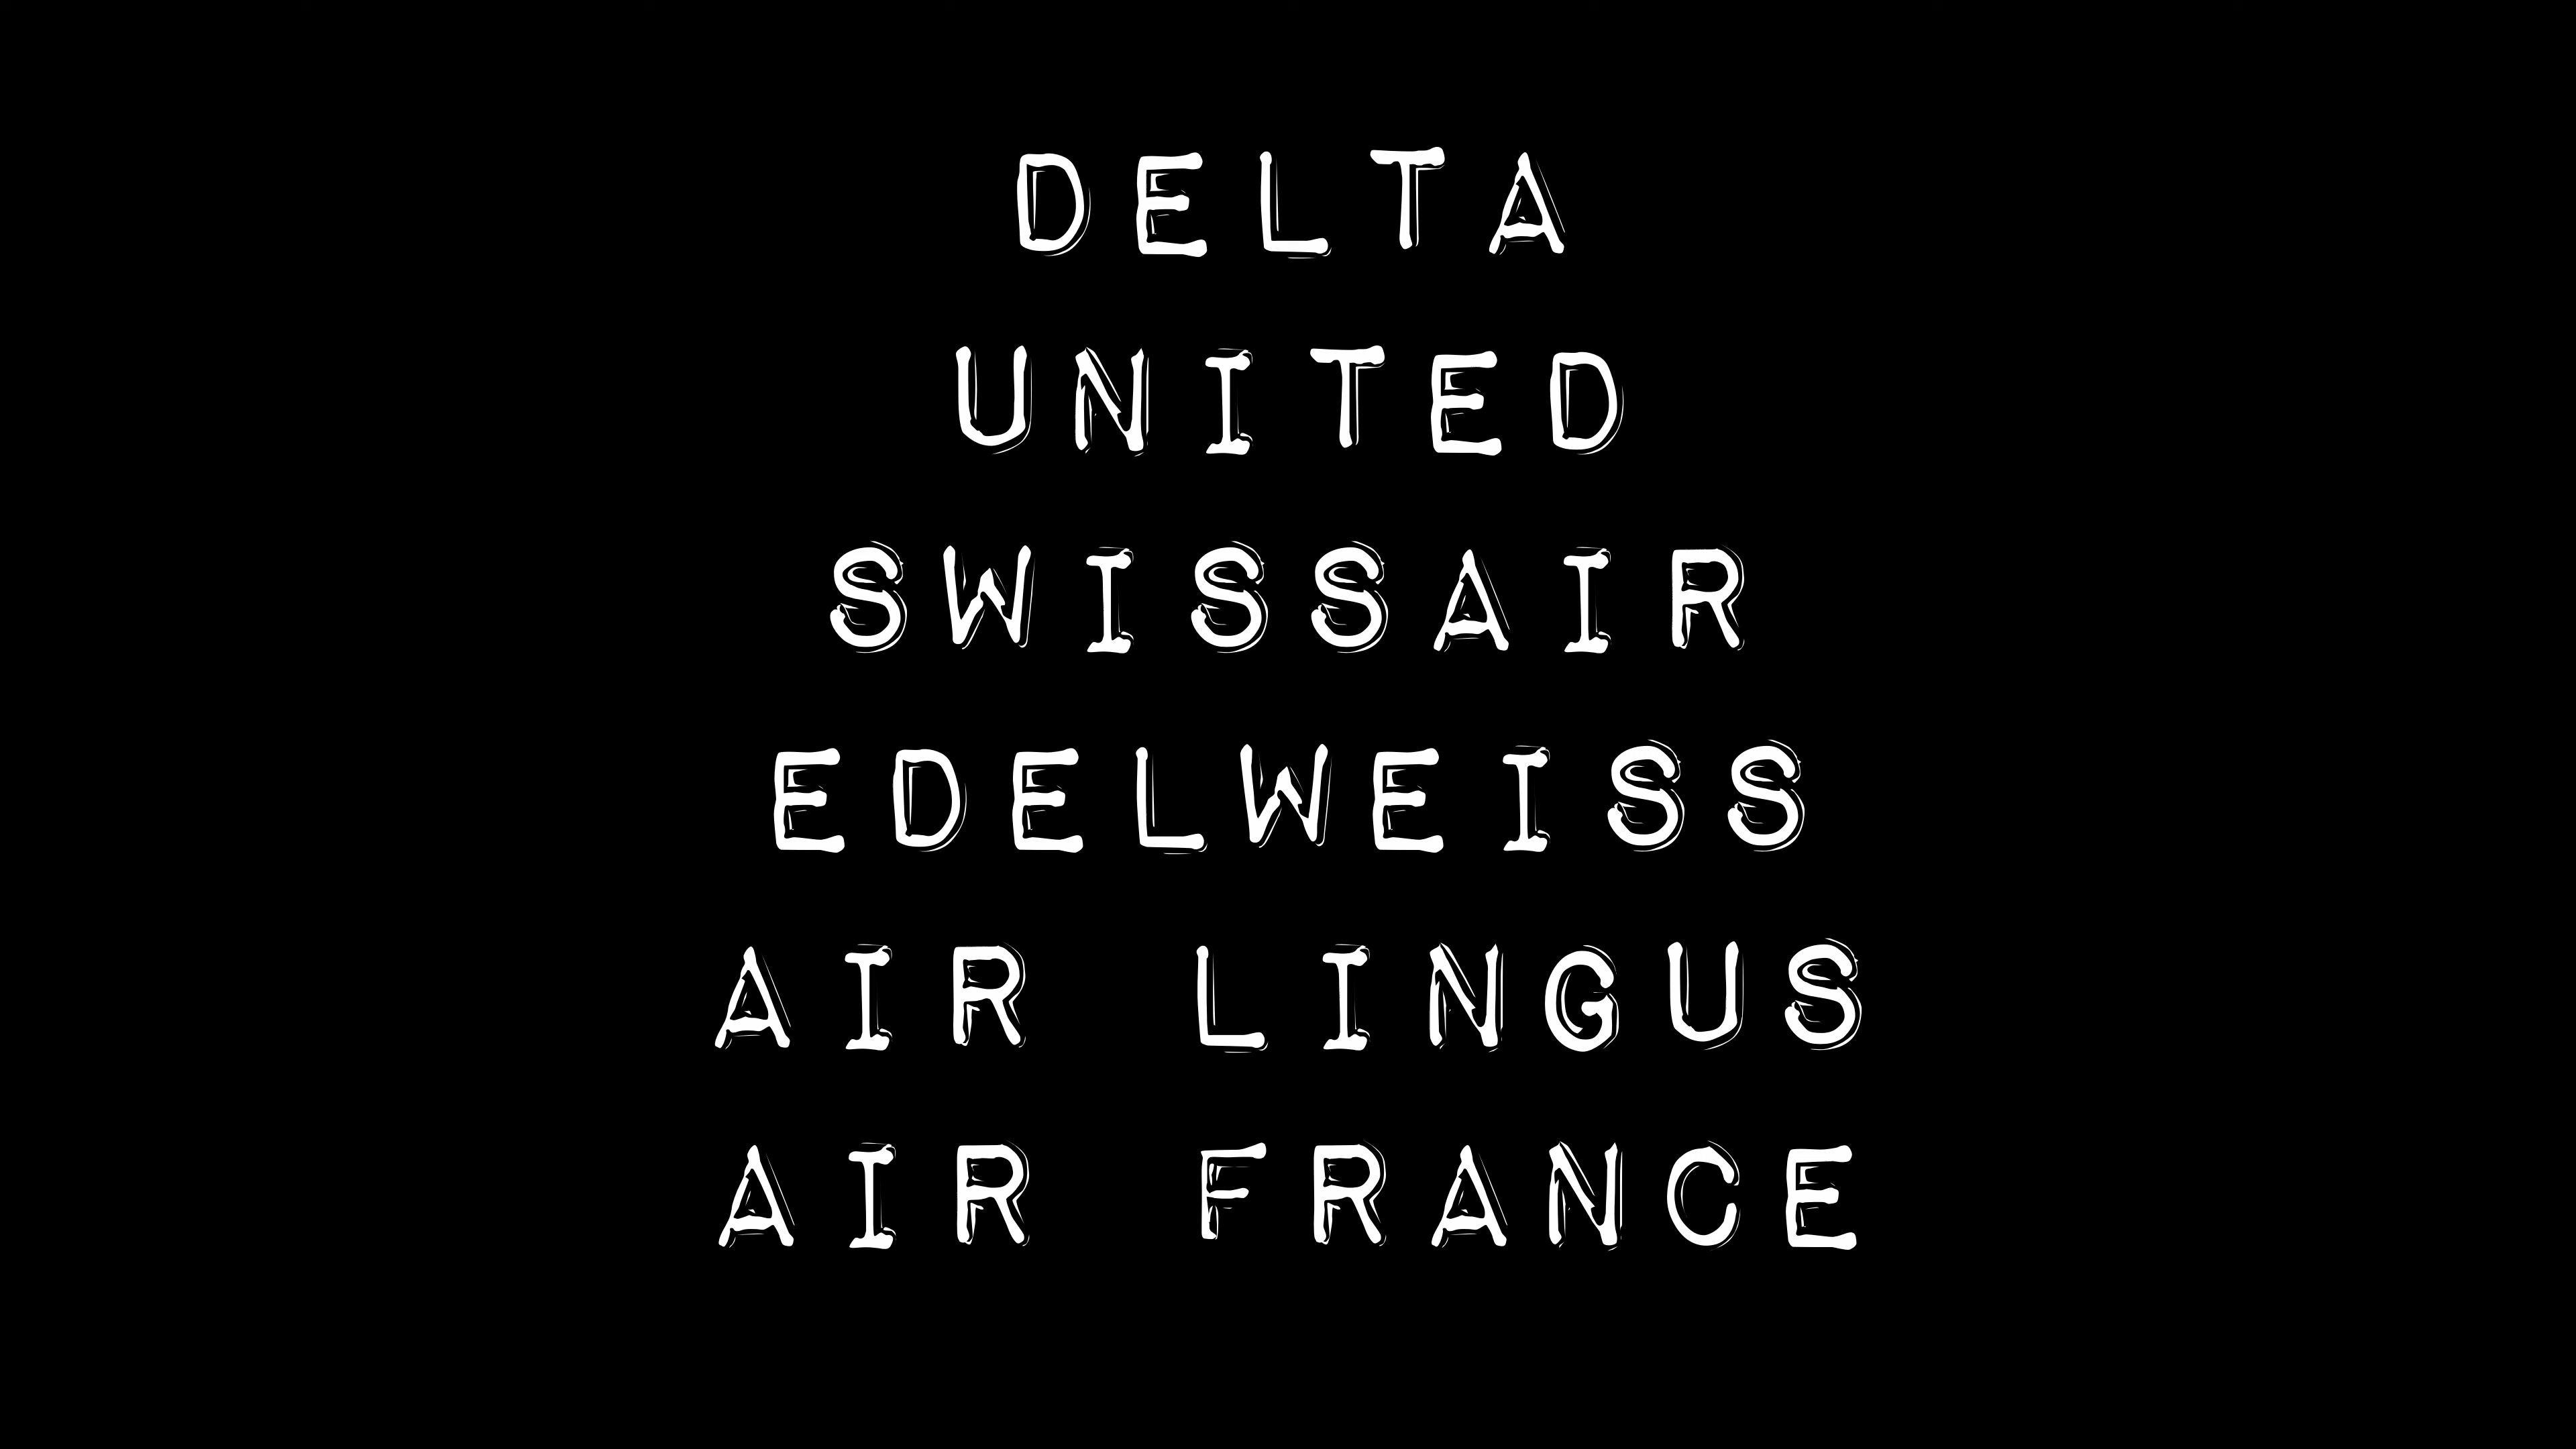 DELTA
UNITED
SWISSAIR
EDELWEISS
AIR LINGUS
AIR FRANCE